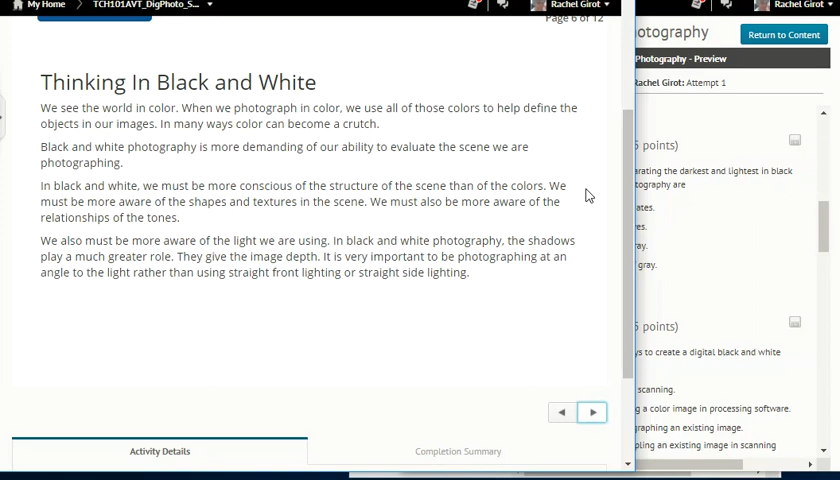 My Home
TCH101AVT_DigPhoto_S...
Rachel Girot
Page 6 of 12
Thinking In Black and White
We see the world in color. When we photograph in color, we use all of those colors to help define the
objects in our images. In many ways color can become a crutch.
Black and white photography is more demanding of our ability to evaluate the scene we are
photographing.
In black and white, we must be more conscious of the structure of the scene than of the colors. We
must be more aware of the shapes and textures in the scene. We must also be more aware of the
relationships of the tones.
We also must be more aware of the light we are using. In black and white photography, the shadows
play a much greater role. They give the image depth. It is very important to be photographing at an
angle to the light rather than using straight front lighting or straight side lighting.
Activity Details
Completion Summary
Rachel Girot
otography
Return to Content
Photography - Preview
Rachel Girot: Attempt 1
points)
arating the darkest and lightest in black
tography are
ates.
es.
ray.
gray.
points)
ys to create a digital black and white
scanning.
g a color image in processing software.
graphing an existing image.
pling an existing image in scanning